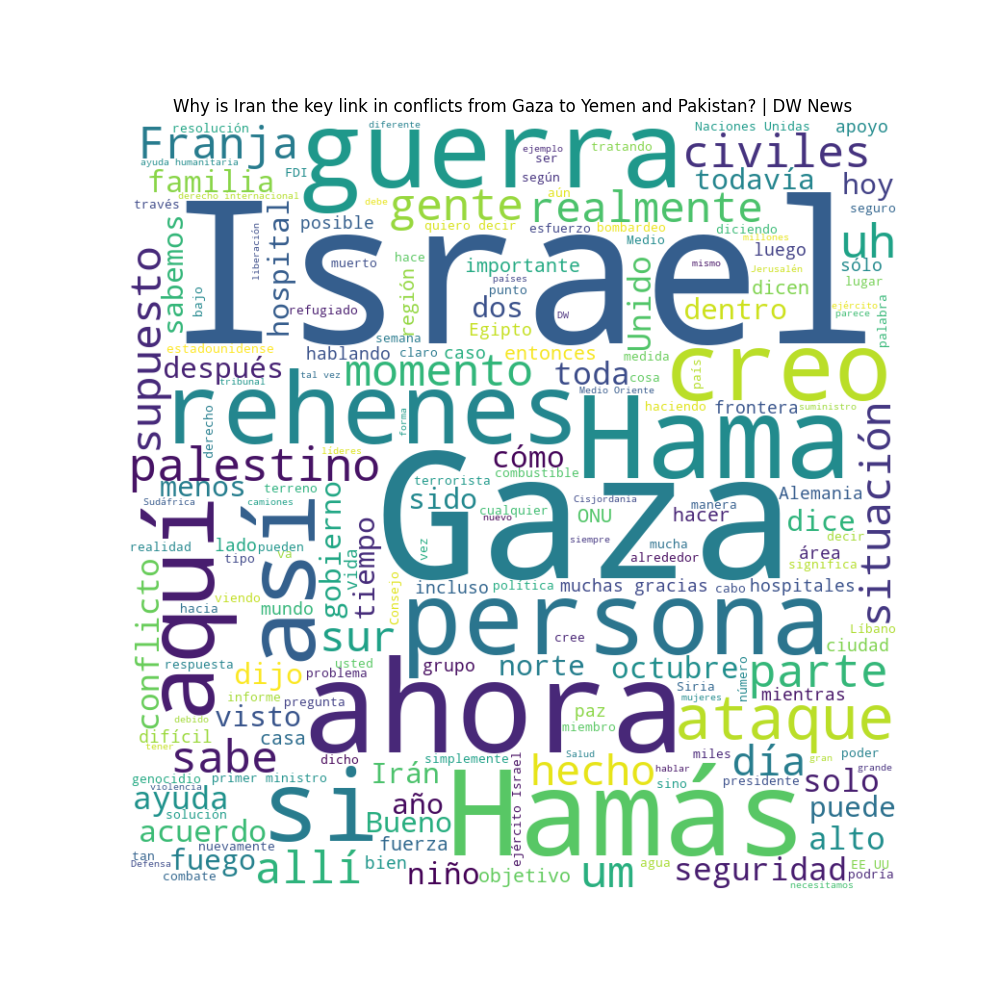 Why is Iran the key link in conflicts from Gaza to Yemen and Pakistan? | DW News
resolución
diferente
Naciones Unidas
apoyo
Franja
guerra
ejemplo
ser
tratando
civiles
ayuda humanitaria
FDI
según
aún
todavía
hoy
familia
derecho internacional
debe
gente
realmente
través
seguro
sabemos
liberación
hospital
posible
quiero decir
esfuerzo
bombardeo
Medio
diciendo
millones
luego
uh
sólo
Israel
muerto
hace
importante
países
mismo
Jerusalén
lugar
palabra
supuesto
bajo
refugiado
región
punto
dos
DW
Unido
dicen
dentro
ejército
parece
semana
Egipto
estadounidense
hablando
claro
caso
entonces
medida
cosa
país
creo
después
tribunal
tal vez
momento
toda
Medio Oriente
rehenes
derecho
forma
Hama
haciendo
frontera
suministro
líderes
palestino
cómo
combustible
situación
menos
terreno
Gaza
terrorista
sido
Cisjordania
manera
Alemania
Sudáfrica
camiones
cualquier
nuevo
ONU
hacer
dice
decir
aquí
así
gobierno
vida
tiempo
vez
siempre
mucha
alrededor
área
significa
realidad
lado
pueden
tipo
va
conflicto
Consejo
incluso
política
muchas gracias
cabo
hospitales
hacia
viendo
mundo
sur
persona
cree
Líbano
ciudad
respuesta
usted
dijo
problema
grupo
norte
octubre
número
parte
informe
pregunta
Siria
mujeres
mientras
debido
visto
ahora
paz
miembro
ataque
difícil
tener
casa
sabe
dicho
simplemente
Salud
miles
gran
poder
genocidio
primer ministro
Irán
ejército Israel
hecho
hablar
sino
día
presidente
grande
solo
violencia
ayuda
solución
si
año
Hamás
puede
acuerdo
nuevamente
Bueno
fuerza
alto
tan
Defensa
fuego
combate
allí
bien
niño
objetivo
um
agua
seguridad
EE UU
podría
necesitamos